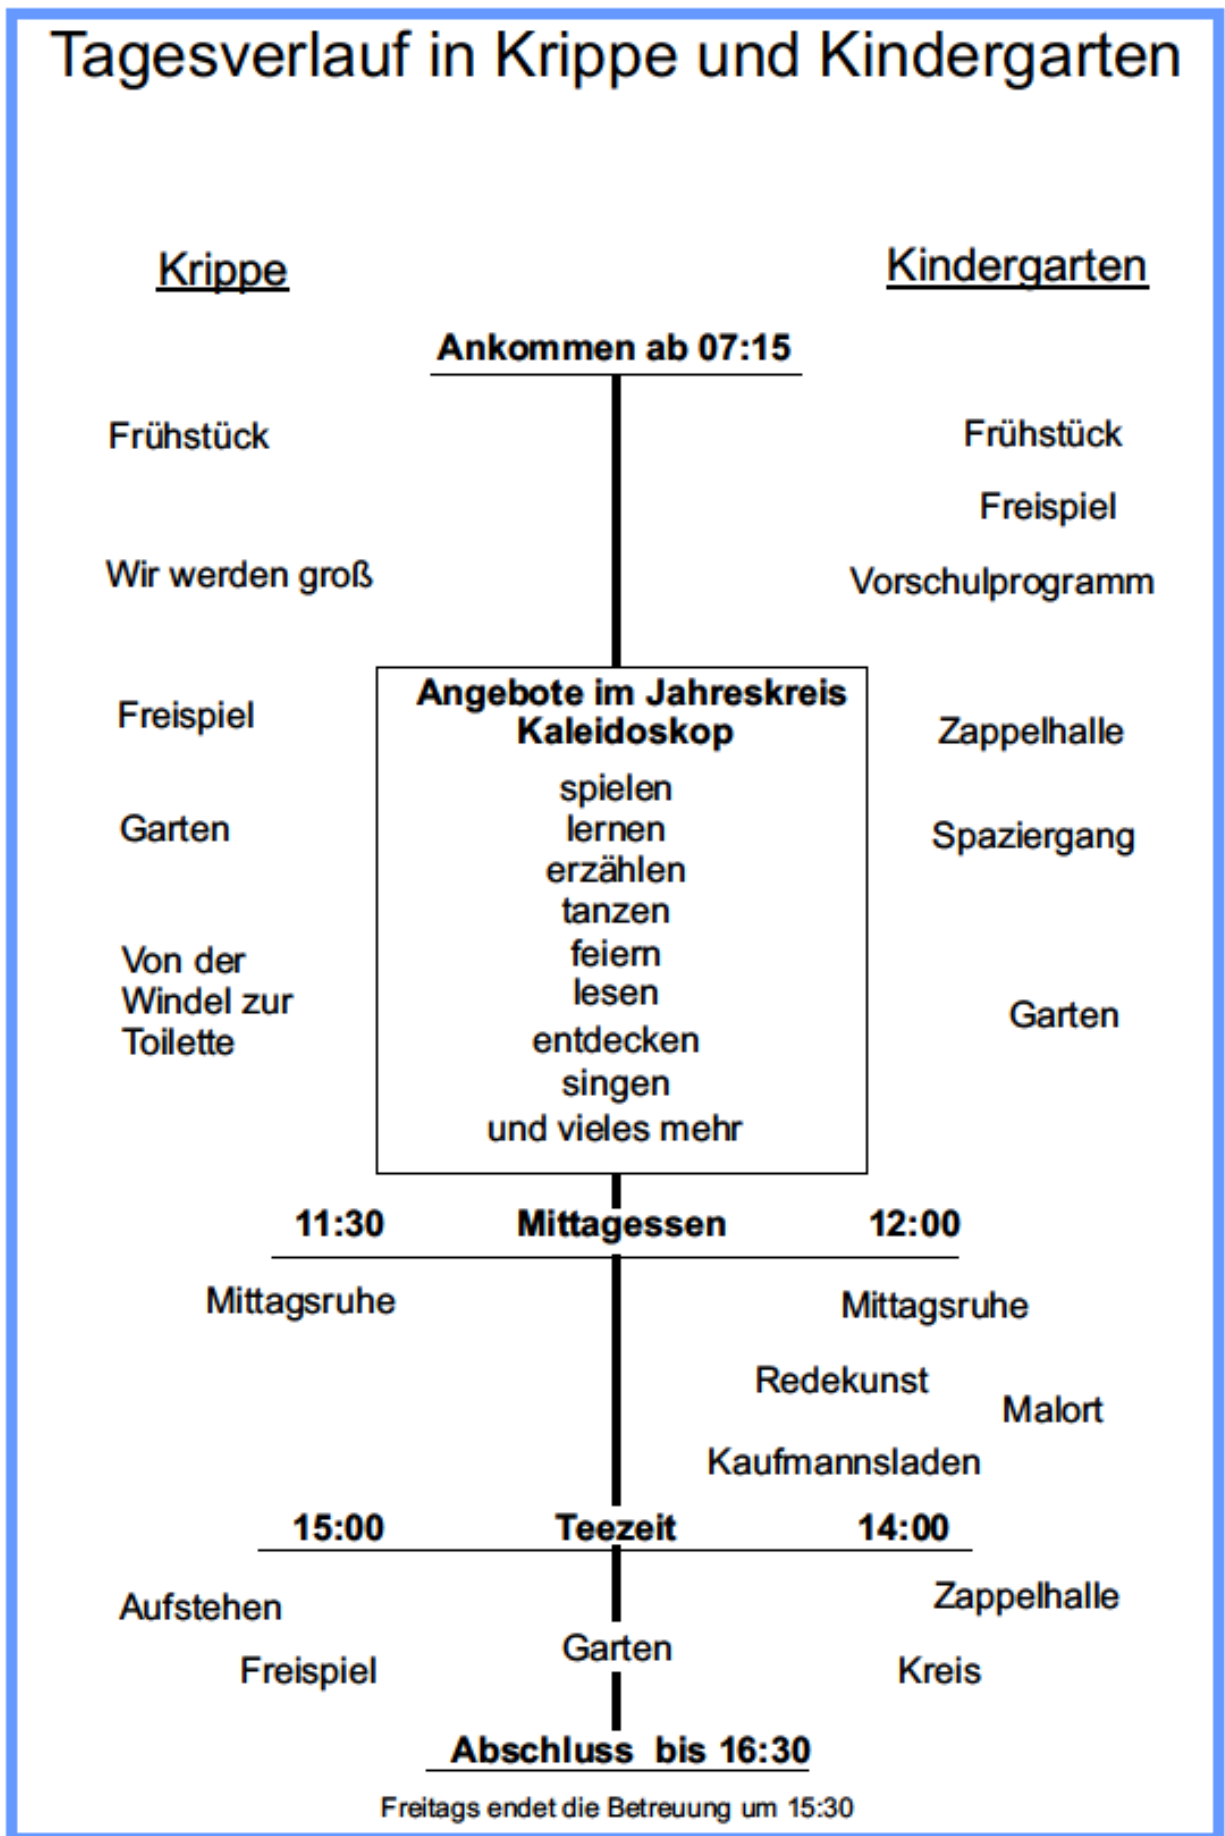 Tagesverlauf in Krippe und Kindergarten
Krippe
Kindergarten
Ankommen ab 07:15
Frühstück
Frühstück
Freispiel
Wir werden groß
Vorschulprogramm
Angebote im Jahreskreis
Kaleidoskop
Freispiel
Zappelhalle
spielen
lernen
Garten
Spaziergang
erzählen
tanzen
feiern
Von der
Windel zur
Toilette
lesen
Garten
entdecken
singen
und vieles mehr
11:30 Mittagessen 12:00
Mittagsruhe
Mittagsruhe
Redekunst
Malort
Kaufmannsladen
15:00 Teezeit 14:00
Aufstehen
Zappelhalle
Garten
Freispiel
Kreis
Abschluss bis 16:30
Freitags endet die Betreuung um 15:30